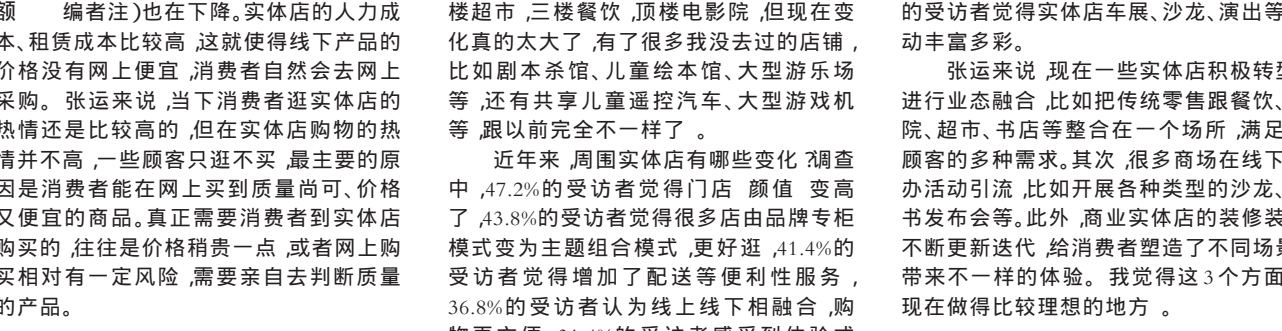 额　　编者注)也在下降。实体店的人力成
本、租赁成本比较高 ,这就使得线下产品的
价格没有网上便宜 ,消费者自然会去网上
采购。 张运来说 ,当下消费者逛实体店的
热情还是比较高的 ,但在实体店购物的热
情并不高 ,一些顾客只逛不买 ,最主要的原
因是消费者能在网上买到质量尚可、价格
又便宜的商品。真正需要消费者到实体店
购买的 ,往往是价格稍贵一点 ,或者网上购
买相对有一定风险 ,需要亲自去判断质量
的产品。
楼超市 ,三楼餐饮 ,顶楼电影院 ,但现在变
化真的太大了 ,有了很多我没去过的店铺 ,
比如剧本杀馆、儿童绘本馆、大型游乐场
等 ,还有共享儿童遥控汽车、大型游戏机
等 ,跟以前完全不一样了 。
近年来 ,周围实体店有哪些变化 ?调查
中 ,47.2%的受访者觉得门店 颜值 变高
了 ,43.8%的受访者觉得很多店由品牌专柜
模式变为主题组合模式 ,更好逛 ,41.4%的
受访者觉得增加了配送等便利性服务 ,
36.8%的受访者认为线上线下相融合 ,购
的受访者觉得实体店车展、沙龙、演出等
动丰富多彩。
张运来说 ,现在一些实体店积极转型
进行业态融合 ,比如把传统零售跟餐饮、
院、超市、书店等整合在一个场所 ,满足
顾客的多种需求。其次 ,很多商场在线下
办活动引流 ,比如开展各种类型的沙龙、
书发布会等。此外 ,商业实体店的装修装
不断更新迭代 ,给消费者塑造了不同场景
带来不一样的体验。 我觉得这3个方面
现在做得比较理想的地方 。